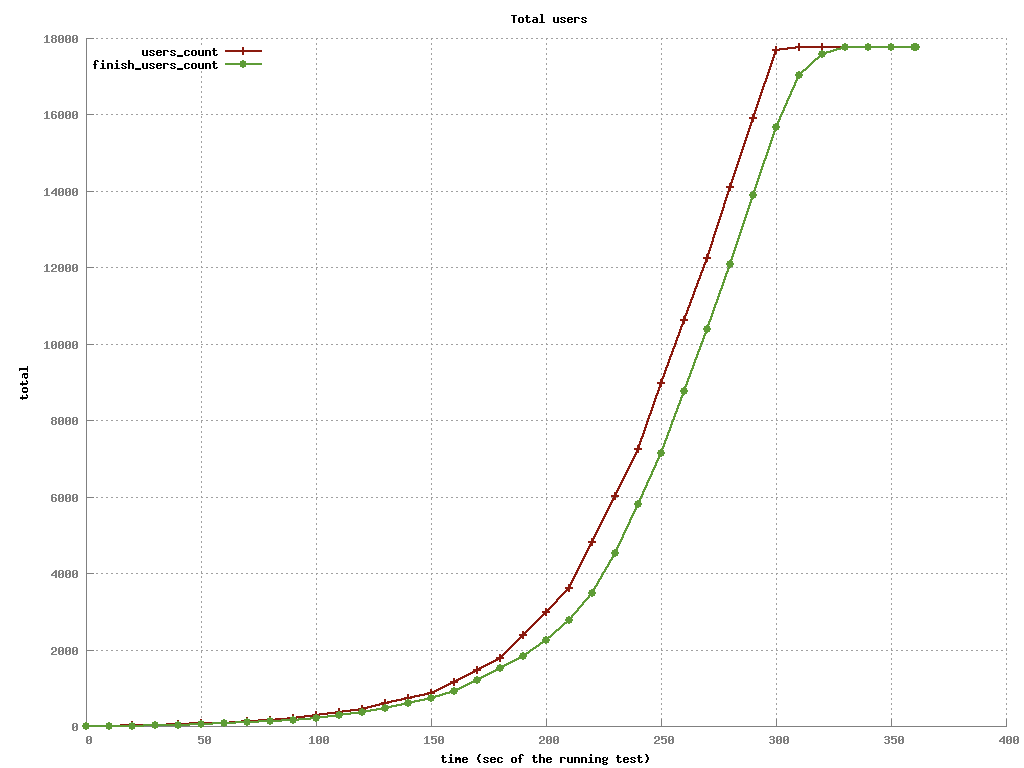 Total users
users_count
finish_users_count
18000
16000
14000
12000
10000
8000
6000
4000
2000
0
total
0 50 100 150 200 250 300 350 400
time (sec of the running test)